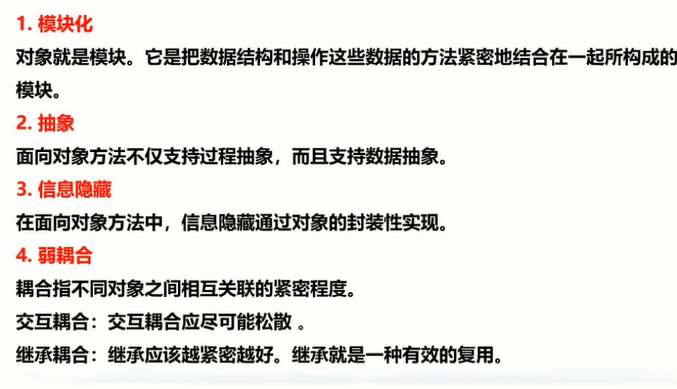 1. 模块化
对象就是模块。它是把数据结构和操作这些数据的方法紧密地结合在一起所构成的
模块。
2. 抽象
面向对象方法不仅支持过程抽象，而且支持数据抽象。
3. 信息隐藏
在面向对象方法中，信息隐藏通过对象的封装性实现。
4. 弱耦合
耦合指不同对象之间相互关联的紧密程度。
交互耦合：交互耦合应尽可能松散 。
继承耦合：继承应该越紧密越好。继承就是一种有效的复用。